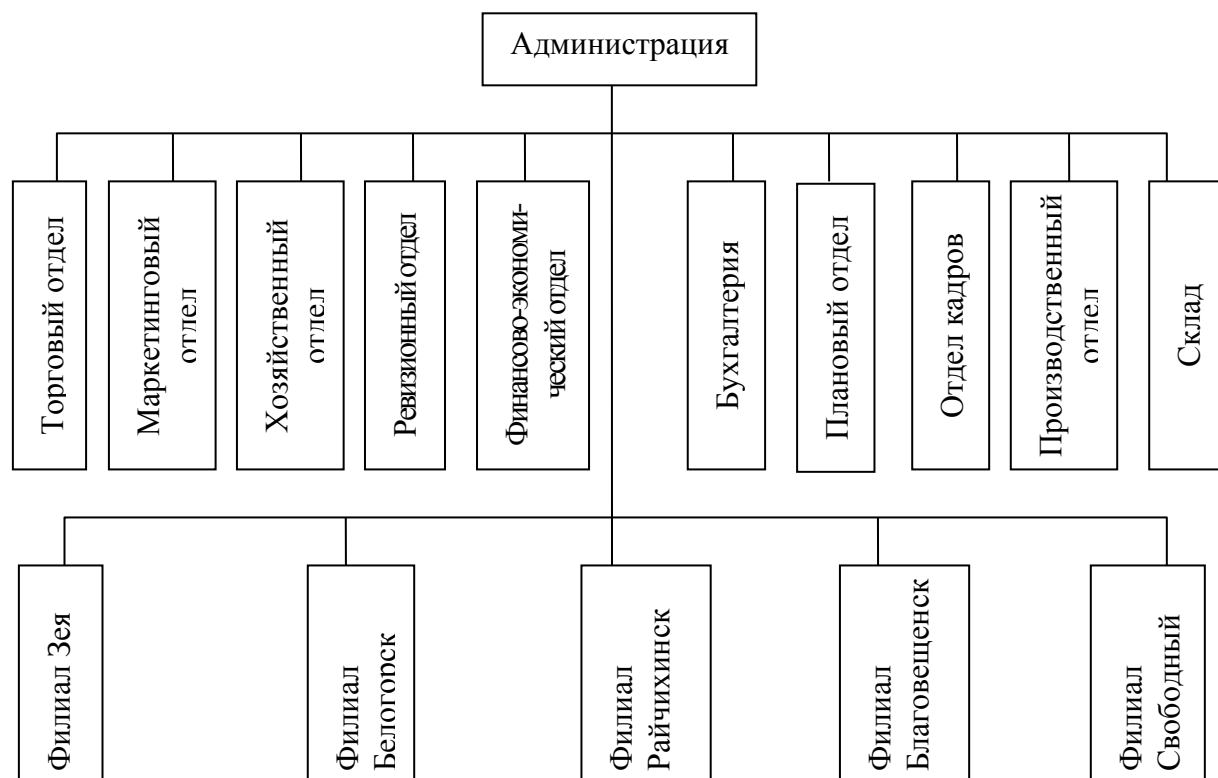 Администрация
Торговый отдел
Маркетинговый
отдел
Хозяйственный
отдел
Ревизионный отдел
Финансово-экономи-
ческий отдел
Бухгалтерия
Плановый отдел
Отдел кадров
Производственный
отдел
Склад
Филиал Зея
Филиал
Белогорск
Филиал
Райчихинск
Филиал
Благовещенск
Филиал
Свободный